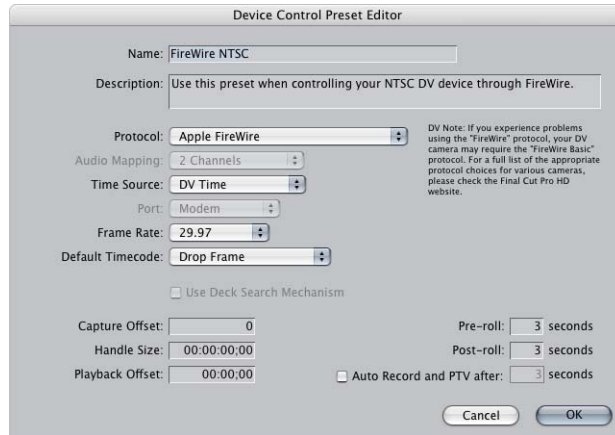 Device Control Preset Editor
Name: FireWire NTSC
Description: Use this preset when controlling your NTSC DV device through FireWire.
Protocol: Apple FireWire
DV Note: If you experience problems
using the "FireWire" protocol, your DV
camera may require the "FireWire Basic"
protocol. For a full list of the appropriate
protocol choices for various cameras,
please check the Final Cut Pro HD
website.
Audio Mapping: 2 Channels
Time Source: DV Time
Port: Modem
Frame Rate: 29.97
Default Timecode: Drop Frame
Use Deck Search Mechanism
Capture Offset: 0
Pre-roll: 3 seconds
Handle Size: 00:00:00;00
Post-roll: 3 seconds
Playback Offset: 00:00;00
Auto Record and PTV after: 3 seconds
Cancel
OK